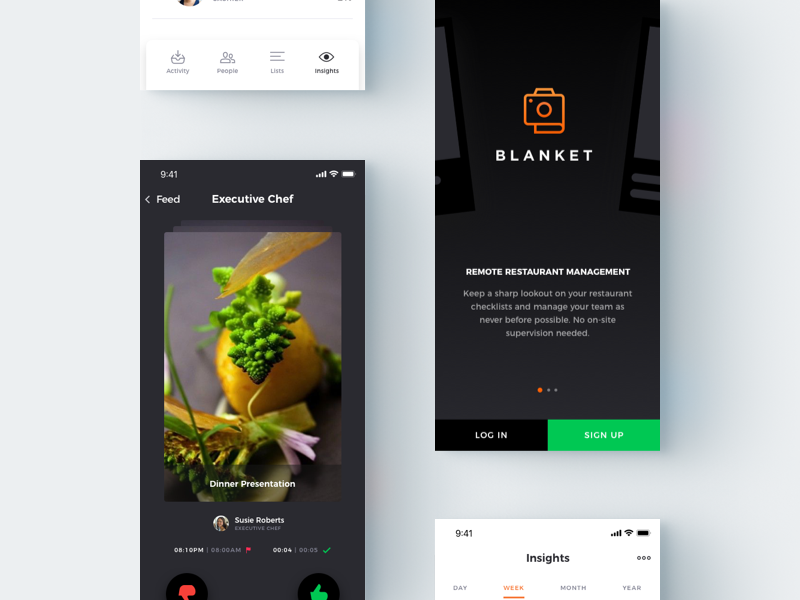 Activity
People
Lists
Insights
9:41
Feed
Executive Chef
Dinner Presentation
Susie Roberts
EXECUTIVE CHEF
08:10PM | 08:00AM
00:04 | 00:05
BLANKET
REMOTE RESTAURANT MANAGEMENT
Keep a sharp lookout on your restaurant
checklists and manage your team as
never before possible. No on-site
supervision needed.
LOG IN
SIGN UP
9:41
Insights
DAY
WEEK
MONTH
YEAR